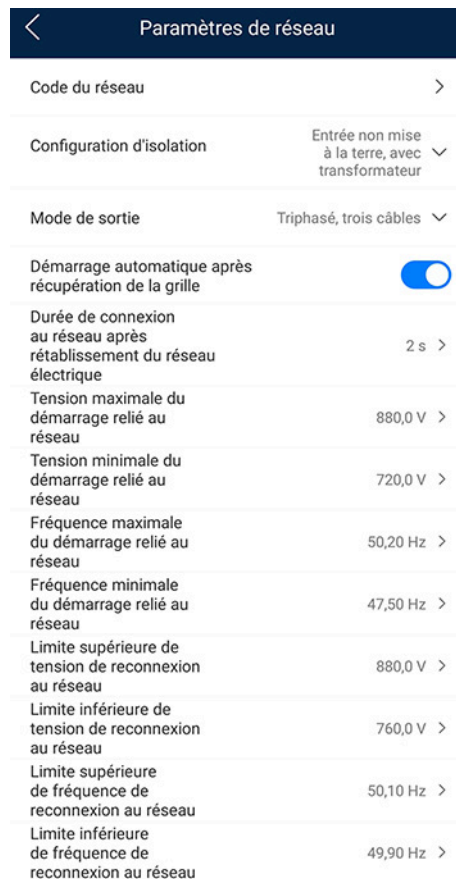 Paramètres de réseau
Code du réseau
Configuration d'isolation
Entrée non mise
à la terre, avec
transformateur
Mode de sortie
Triphasé, trois câbles
Démarrage automatique après
récupération de la grille
Durée de connexion
au réseau après
rétablissement du réseau
électrique
2 s
Tension maximale du
démarrage relié au
réseau
880,0 V
Tension minimale du
démarrage relié au
réseau
720,0 V
Fréquence maximale
du démarrage relié au
réseau
50,20 Hz
Fréquence minimale
du démarrage relié au
réseau
47,50 Hz
Limite supérieure de
tension de reconnexion
au réseau
880,0 V
Limite inférieure de
tension de reconnexion
au réseau
760,0 V
Limite supérieure
de fréquence de
reconnexion au réseau
50,10 Hz
Limite inférieure
de fréquence de
reconnexion au réseau
49,90 Hz